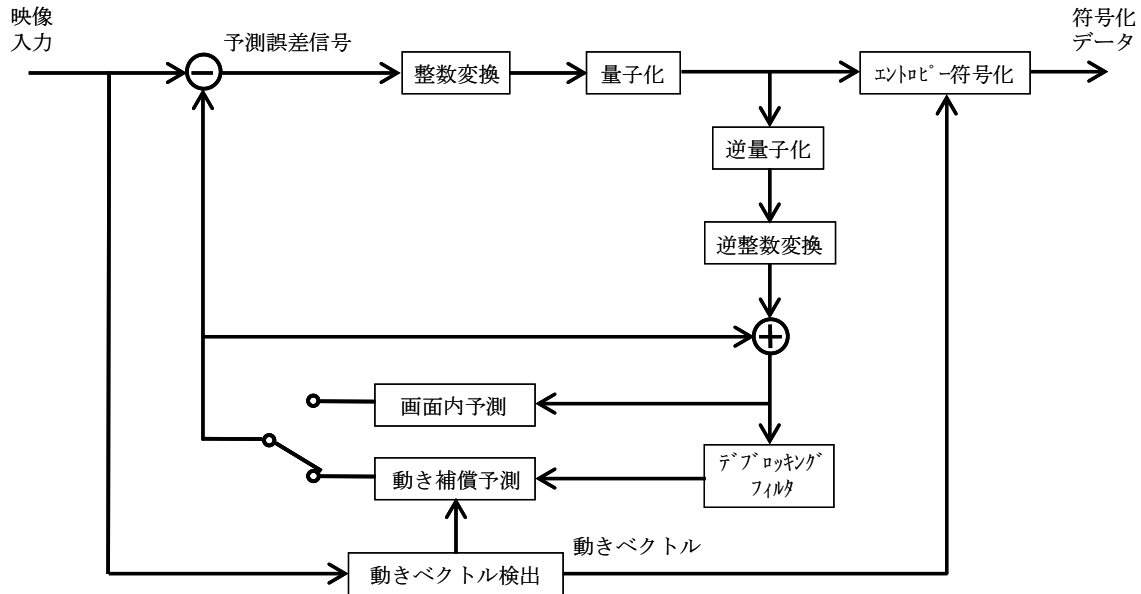 映像
入力
予測誤差信号
整数変換
量子化
ｴﾝﾄﾛﾋﾟｰ符号化
符号化
データ
逆量子化
逆整数変換
画面内予測
ﾃﾞﾌﾞﾛｯｷﾝｸﾞ
ﾌｨﾙﾀ
動き補償予測
動きベクトル
動きベクトル検出